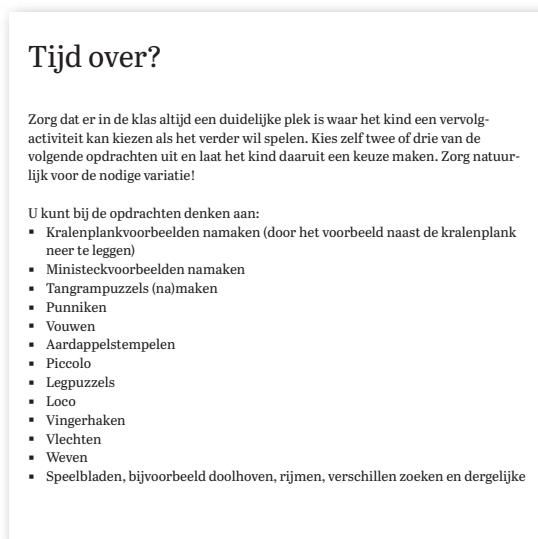 Tijd over?
Zorg dat er in de klas altijd een duidelijke plek is waar het kind een vervolg-
activiteit kan kiezen als het verder wil spelen. Kies zelf twee of drie van de
volgende opdrachten uit en laat het kind daaruit een keuze maken. Zorg natuur-
lijk voor de nodige variatie!
U kunt bij de opdrachten denken aan:
▪ Kralenplankvoorbeelden namaken (door het voorbeeld naast de kralenplank
neer te leggen)
▪ Ministeckvoorbeelden namaken
▪ Tangrampuzzels (na)maken
▪ Punniken
▪ Vouwen
▪ Aardappelstempelen
▪ Piccolo
▪ Legpuzzels
▪ Loco
▪ Vingerhaken
▪ Vlechten
▪ Weven
▪ Speelbladen, bijvoorbeeld doolhoven, rijmen, verschillen zoeken en dergelijke